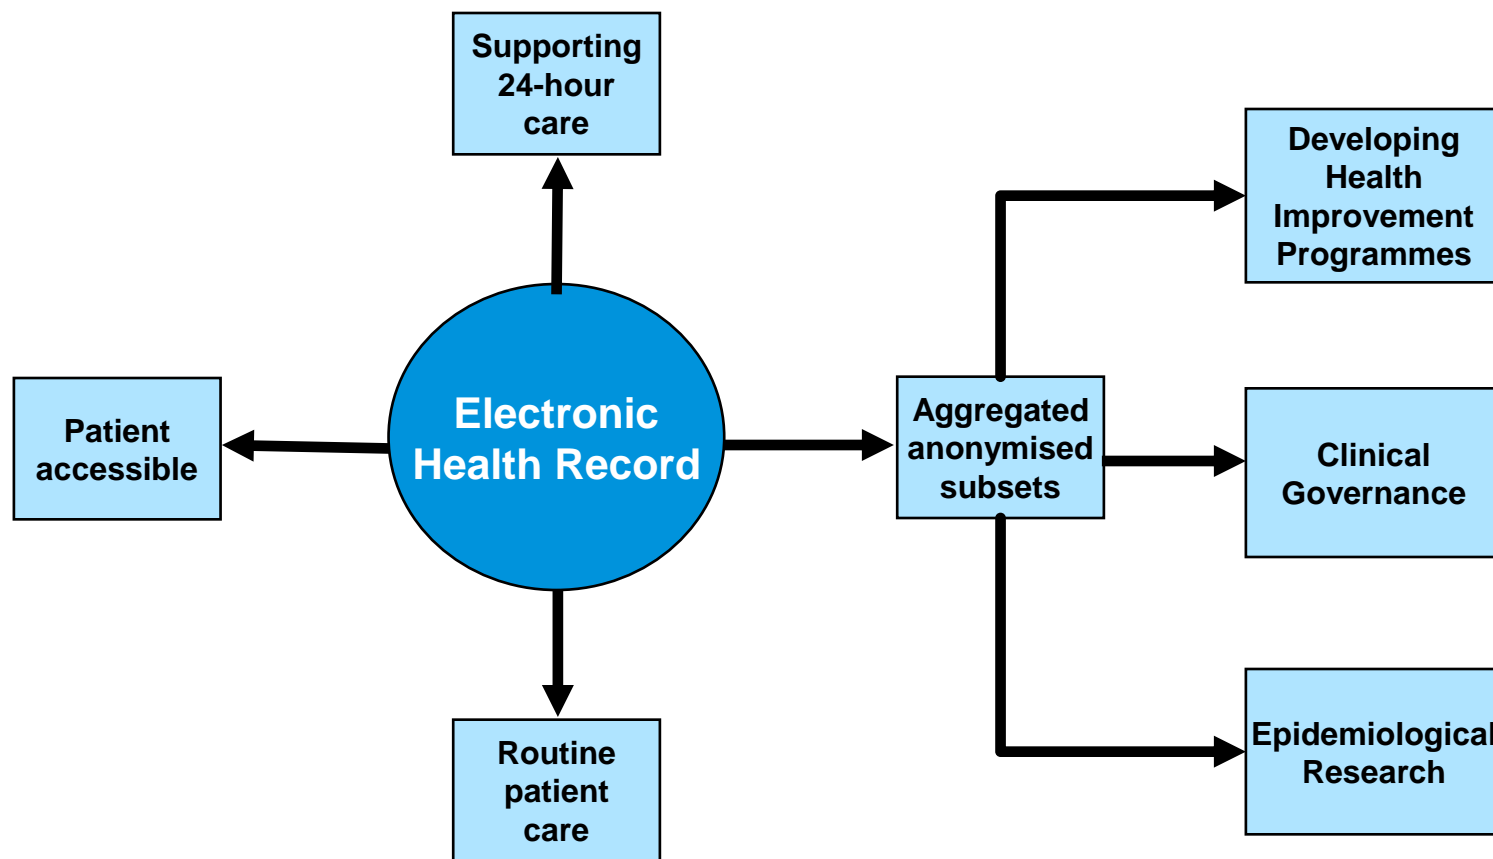 Supporting
24-hour
care
Developing
Health
Improvement
Programmes
Patient
accessible
Electronic
Health Record
Aggregated
anonymised
subsets
Clinical
Governance
Routine
patient
care
Epidemiological
Research